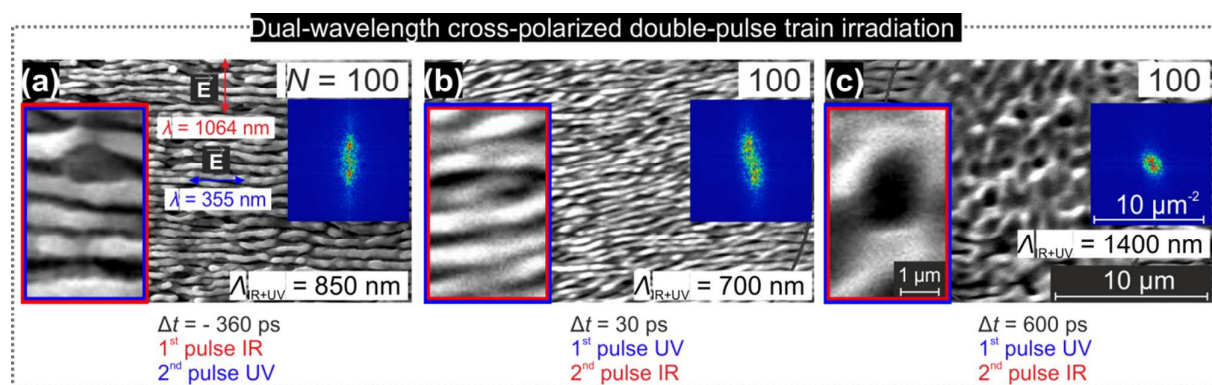 Dual-wavelength cross-polarized double-pulse train irradiation
(a)
E
N = 100
λ = 1064 nm
E
λ = 355 nm
Λ IR+UV = 850 nm
Δt = - 360 ps
1st pulse IR
2nd pulse UV
(b)
100
Λ IR+UV = 700 nm
Δt = 30 ps
1st pulse UV
2nd pulse IR
(c)
100
10 µm-2
Λ IR+UV = 1400 nm
1 µm
10 µm
Δt = 600 ps
1st pulse UV
2nd pulse IR